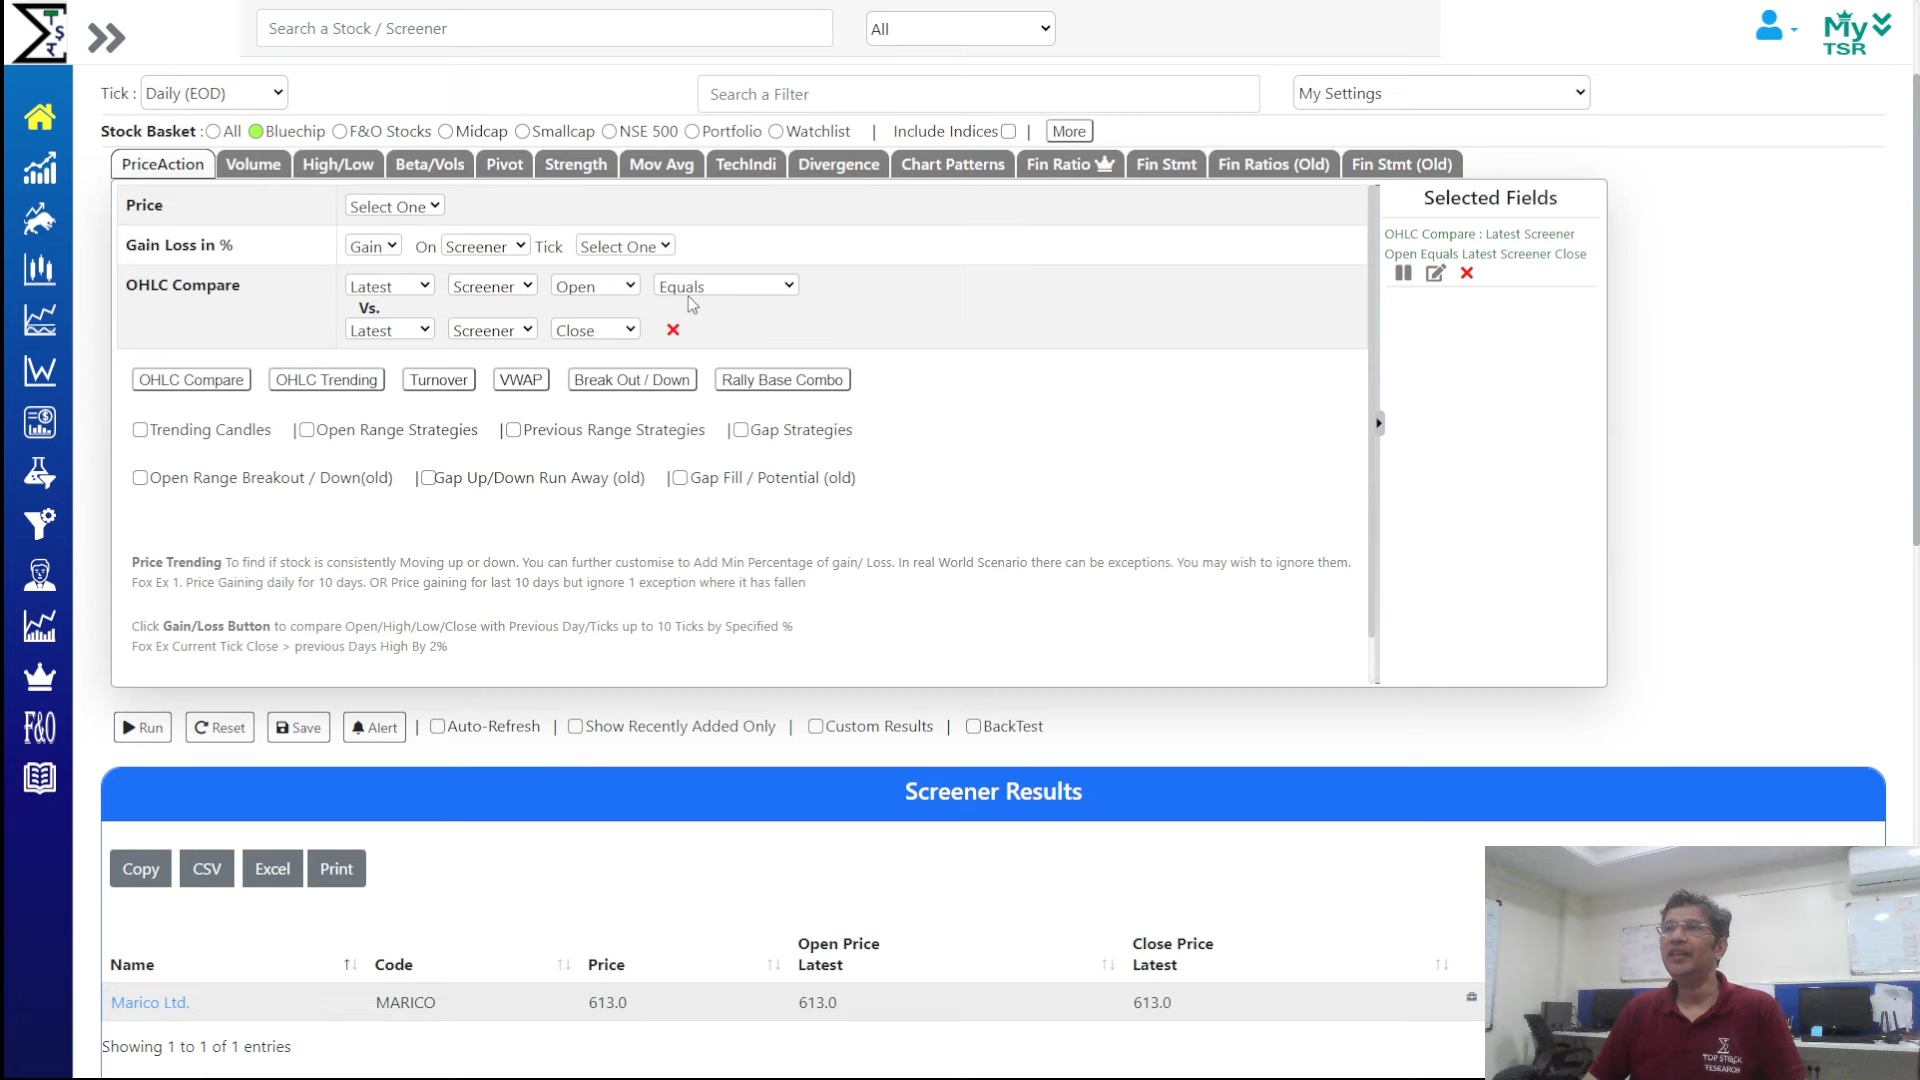 Search a Stock / Screener
All
My TSR
Tick : Daily (EOD)
Search a Filter
My Settings
Stock Basket : All Bluechip F&O Stocks Midcap Smallcap NSE 500 Portfolio Watchlist | Include Indices | More
PriceAction Volume High/Low Beta/Vols Pivot Strength Mov Avg TechIndi Divergence Chart Patterns Fin Ratio Fin Stmt Fin Ratios (Old) Fin Stmt (Old)
Price Select One
Gain Loss in % Gain On Screener Tick Select One
OHLC Compare Latest Screener Open Equals
Vs.
Latest Screener Close
Selected Fields
OHLC Compare : Latest Screener
Open Equals Latest Screener Close
OHLC Compare OHLC Trending Turnover VWAP Break Out / Down Rally Base Combo
Trending Candles | Open Range Strategies | Previous Range Strategies | Gap Strategies
Open Range Breakout / Down(old) | Gap Up/Down Run Away (old) | Gap Fill / Potential (old)
Price Trending To find if stock is consistently Moving up or down. You can further customise to Add Min Percentage of gain/ Loss. In real World Scenario there can be exceptions. You may wish to ignore them.
Fox Ex 1. Price Gaining daily for 10 days. OR Price gaining for last 10 days but ignore 1 exception where it has fallen
Click Gain/Loss Button to compare Open/High/Low/Close with Previous Day/Ticks up to 10 Ticks by Specified %
Fox Ex Current Tick Close > previous Days High By 2%
Run Reset Save Alert | Auto-Refresh | Show Recently Added Only | Custom Results | BackTest
F&O
Screener Results
Copy CSV Excel Print
Name Code Price Open Price Latest Close Price Latest
Marico Ltd. MARICO 613.0 613.0 613.0
Showing 1 to 1 of 1 entries
TOP STOCK
RESEARCH